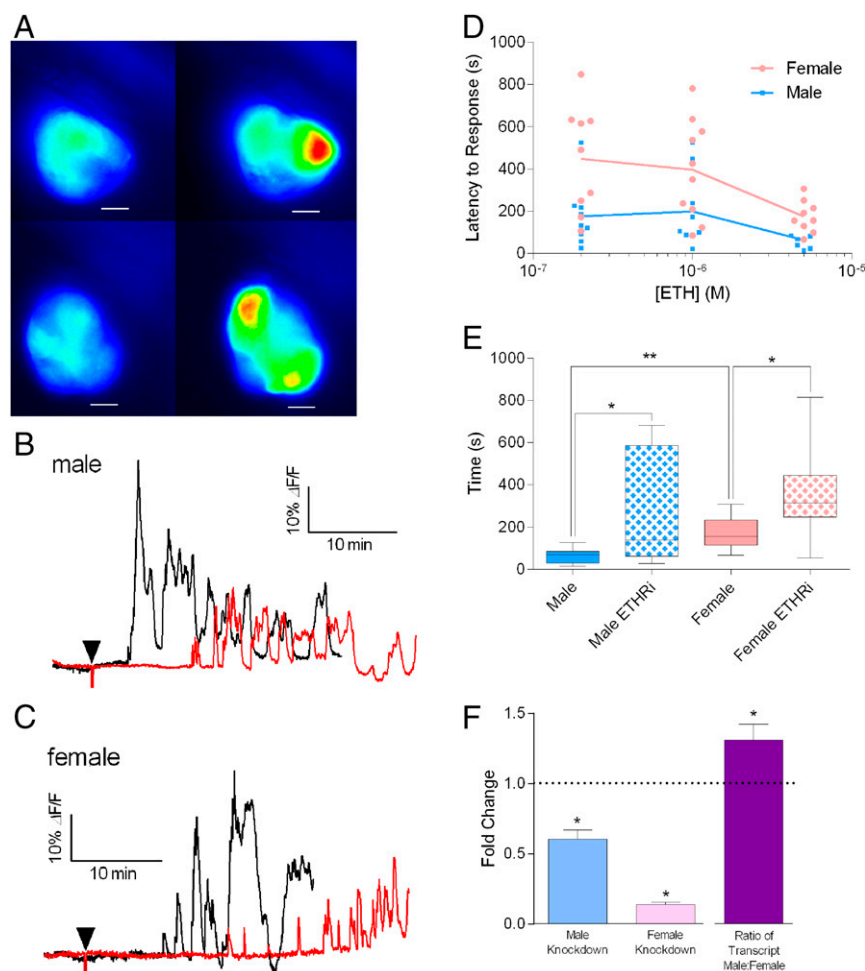 A
B
male
10% ΔF/F
10 min
C
female
10% ΔF/F
10 min
D
Latency to Response (s)
1000
800
600
400
200
0
10-7
10-6
10-5
[ETH] (M)
Female
Male
E
Time (s)
1000
800
600
400
200
0
*
**
*
Male
Male ETHRi
Female
Female ETHRi
F
Fold Change
1.5
1.0
0.5
0.0
*
*
*
Male
Knockdown
Female
Knockdown
Ratio of
Transcript
Male:Female